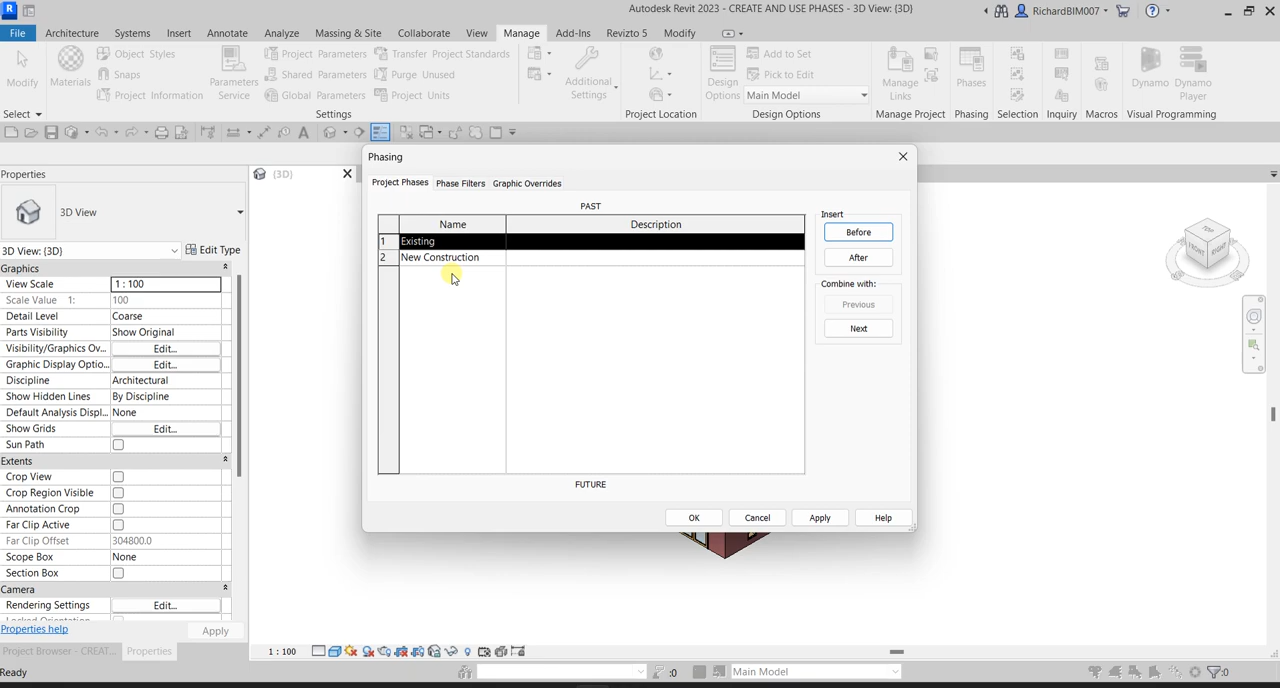 Autodesk Revit 2023 - CREATE AND USE PHASES - 3D View: {3D}
RichardBIM007
File Architecture Systems Insert Annotate Analyze Massing & Site Collaborate View Manage Add-Ins Revizto 5 Modify
Modify
Materials
Object Styles
Snaps
Project Information
Parameters Service
Project Parameters
Shared Parameters
Global Parameters
Transfer Project Standards
Purge Unused
Project Units
Additional Settings
Design Options
Add to Set
Pick to Edit
Main Model
Manage Links
Phases
Dynamo
Dynamo Player
Select Settings Project Location Design Options Manage Project Phasing Selection Inquiry Macros Visual Programming
Properties
3D View
3D View: {3D}
Edit Type
Graphics
View Scale 1 : 100
Scale Value 1: 100
Detail Level Coarse
Parts Visibility Show Original
Visibility/Graphics Ov... Edit...
Graphic Display Optio... Edit...
Discipline Architectural
Show Hidden Lines By Discipline
Default Analysis Displ... None
Show Grids Edit...
Sun Path
Extents
Crop View
Crop Region Visible
Annotation Crop
Far Clip Active
Far Clip Offset 304800.0
Scope Box None
Section Box
Camera
Rendering Settings Edit...
Locked Orientation
Properties help
Apply
Project Browser - CREAT...
Properties
{3D}
Phasing
Project Phases Phase Filters Graphic Overrides
PAST
Name Description
1 Existing
2 New Construction
FUTURE
Insert
Before
After
Combine with:
Previous
Next
OK Cancel Apply Help
TOP
FRONT
RIGHT
1 : 100
Ready
:0
Main Model
:0